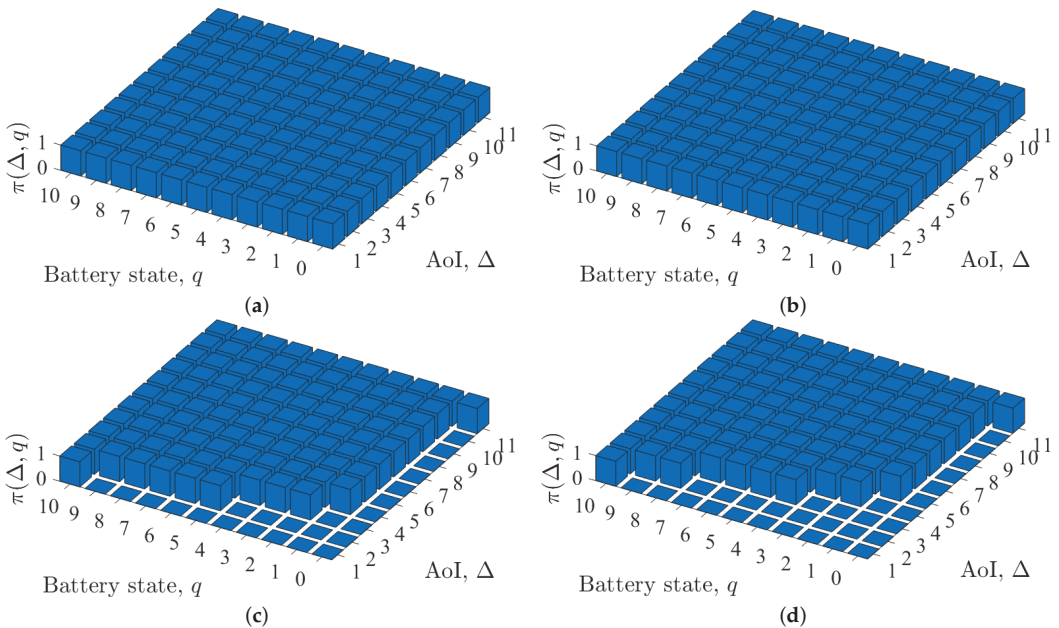 π(Δ, q)
1
0
10 9 8 7 6 5 4 3 2 1 0
1 2 3 4 5 6 7 8 9 10 11
Battery state, q
AoI, Δ
(a)
π(Δ, q)
1
0
10 9 8 7 6 5 4 3 2 1 0
1 2 3 4 5 6 7 8 9 10 11
Battery state, q
AoI, Δ
(b)
π(Δ, q)
1
0
10 9 8 7 6 5 4 3 2 1 0
1 2 3 4 5 6 7 8 9 10 11
Battery state, q
AoI, Δ
(c)
π(Δ, q)
1
0
10 9 8 7 6 5 4 3 2 1 0
1 2 3 4 5 6 7 8 9 10 11
Battery state, q
AoI, Δ
(d)